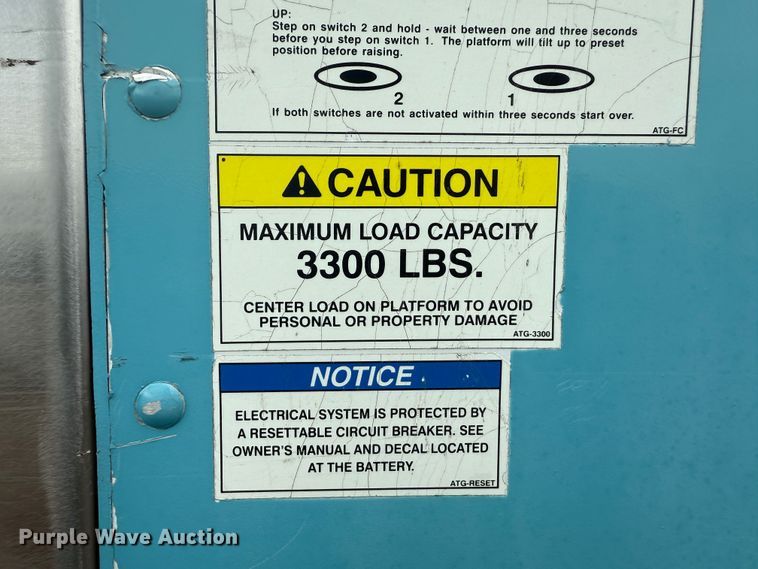 UP:
Step on switch 2 and hold - wait between one and three seconds
before you step on switch 1. The platform will tilt up to preset
position before raising.
2 1
If both switches are not activated within three seconds start over.
ATG-FC
CAUTION
MAXIMUM LOAD CAPACITY
3300 LBS.
CENTER LOAD ON PLATFORM TO AVOID
PERSONAL OR PROPERTY DAMAGE
ATG-3300
NOTICE
ELECTRICAL SYSTEM IS PROTECTED BY
A RESETTABLE CIRCUIT BREAKER. SEE
OWNER'S MANUAL AND DECAL LOCATED
AT THE BATTERY.
ATG-RESET
Purple Wave Auction